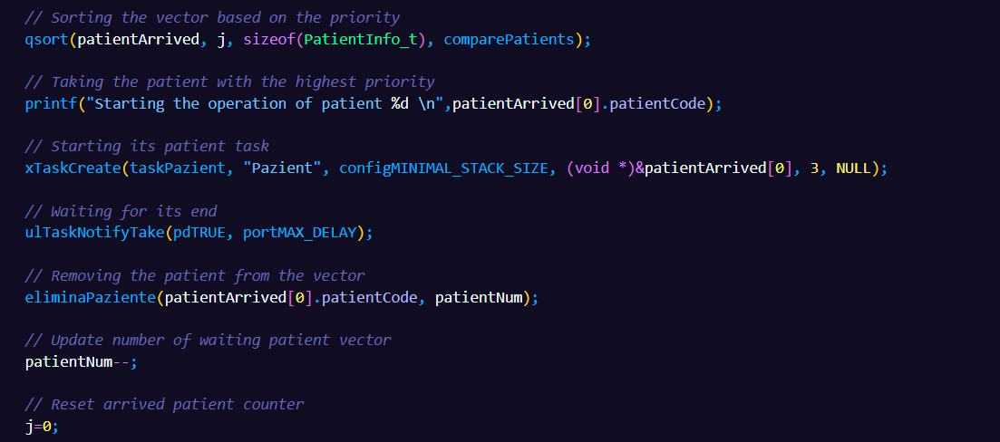 // Sorting the vector based on the priority
qsort(patientArrived, j, sizeof(PatientInfo_t), comparePatients);
// Taking the patient with the highest priority
printf("Starting the operation of patient %d \n",patientArrived[0].patientCode);
// Starting its patient task
xTaskCreate(taskPazient, "Pazient", configMINIMAL_STACK_SIZE, (void *)&patientArrived[0], 3, NULL);
// Waiting for its end
ulTaskNotifyTake(pdTRUE, portMAX_DELAY);
// Removing the patient from the vector
eliminaPaziente(patientArrived[0].patientCode, patientNum);
// Update number of waiting patient vector
patientNum--;
// Reset arrived patient counter
j=0;